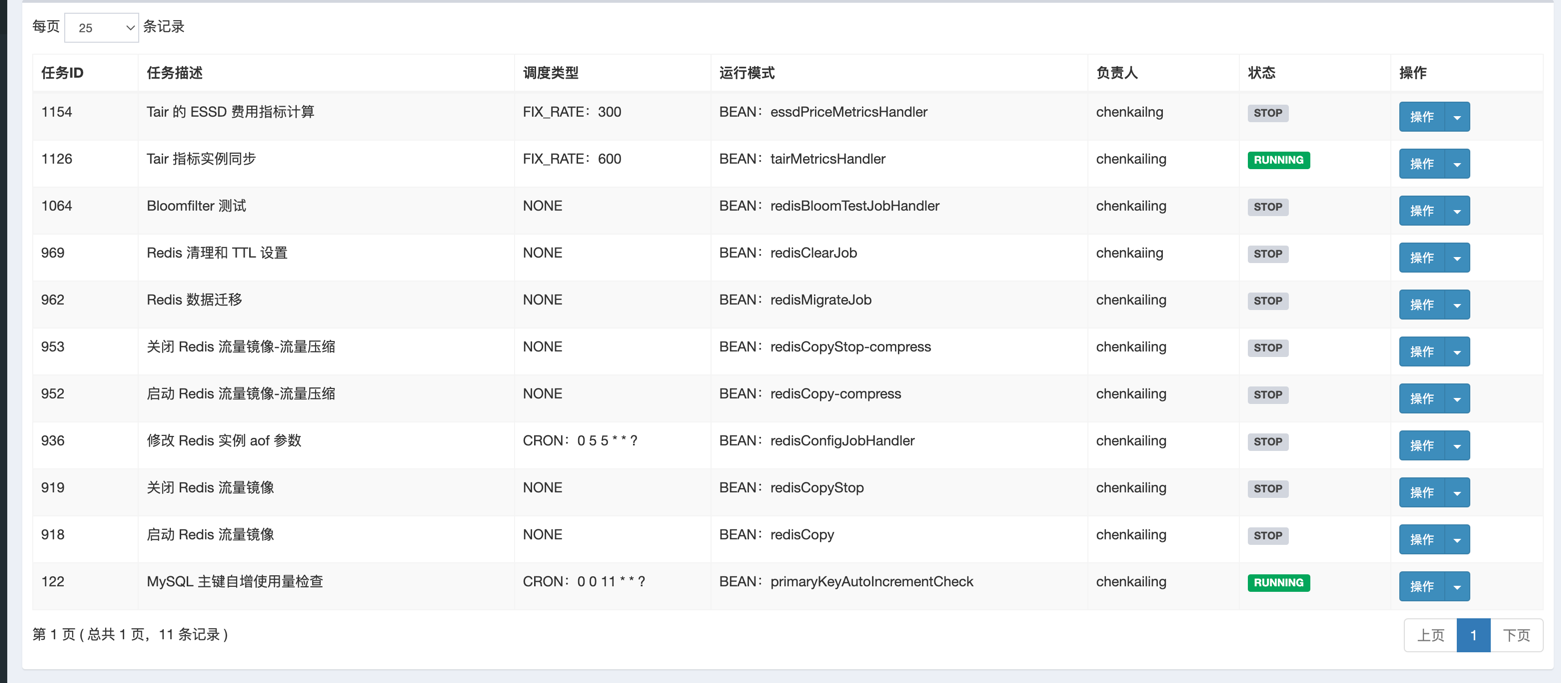 每页 25 条记录
任务ID 任务描述 调度类型 运行模式 负责人 状态 操作
1154 Tair 的 ESSD 费用指标计算 FIX_RATE：300 BEAN：essdPriceMetricsHandler chenkailng STOP 操作
1126 Tair 指标实例同步 FIX_RATE：600 BEAN：tairMetricsHandler chenkailing RUNNING 操作
1064 Bloomfilter 测试 NONE BEAN：redisBloomTestJobHandler chenkailing STOP 操作
969 Redis 清理和 TTL 设置 NONE BEAN：redisClearJob chenkaiing STOP 操作
962 Redis 数据迁移 NONE BEAN：redisMigrateJob chenkailing STOP 操作
953 关闭 Redis 流量镜像-流量压缩 NONE BEAN：redisCopyStop-compress chenkailing STOP 操作
952 启动 Redis 流量镜像-流量压缩 NONE BEAN：redisCopy-compress chenkailing STOP 操作
936 修改 Redis 实例 aof 参数 CRON：0 5 5 * * ? BEAN：redisConfigJobHandler chenkailing STOP 操作
919 关闭 Redis 流量镜像 NONE BEAN：redisCopyStop chenkailing STOP 操作
918 启动 Redis 流量镜像 NONE BEAN：redisCopy chenkailing STOP 操作
122 MySQL 主键自增使用量检查 CRON：0 0 11 * * ? BEAN：primaryKeyAutoIncrementCheck chenkailing RUNNING 操作
第 1 页 ( 总共 1 页，11 条记录 ) 上页 1 下页